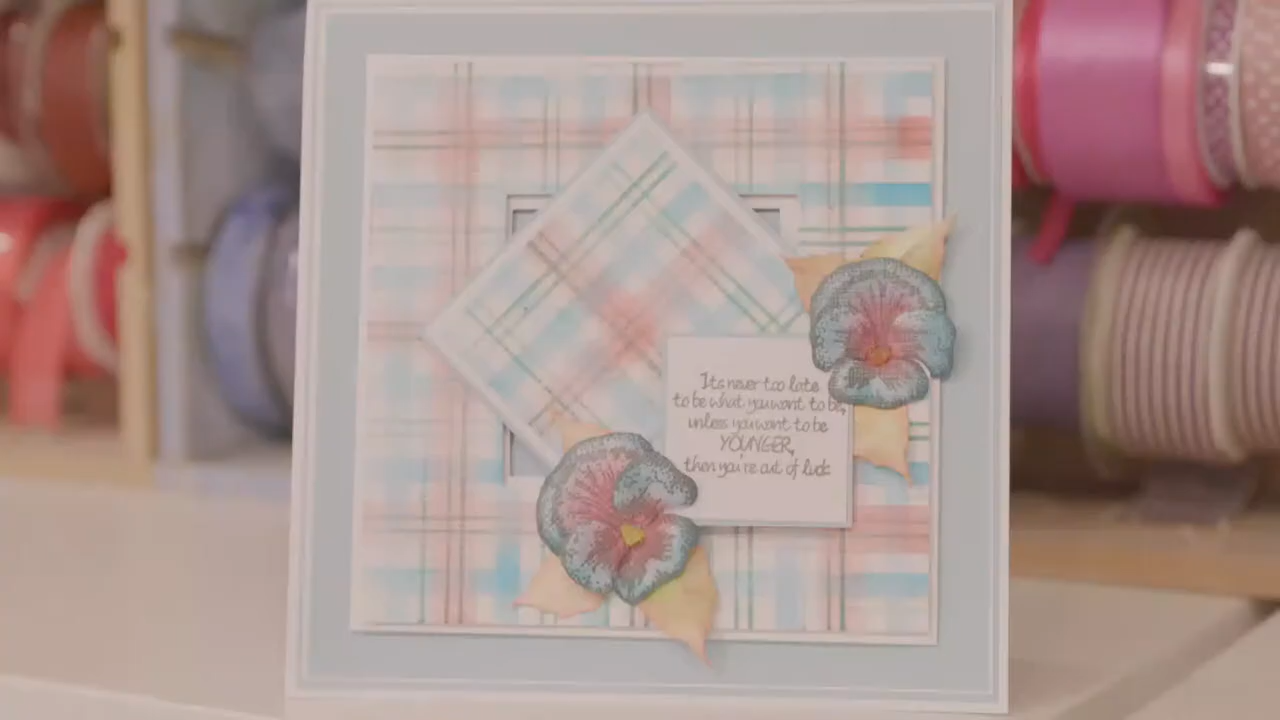 Its never too late
to be what you want to be,
unless you want to be
YOUNGER,
then you're out of luck